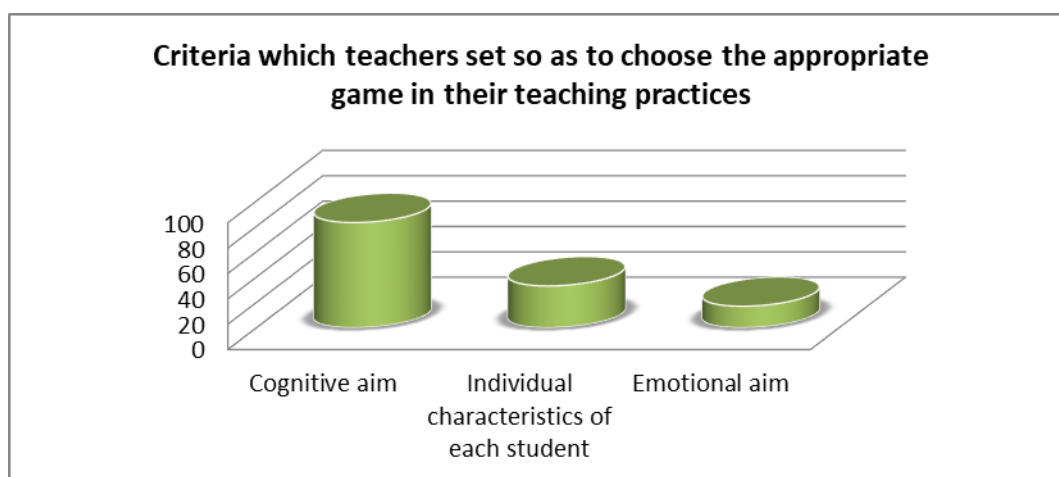 Criteria which teachers set so as to choose the appropriate
game in their teaching practices
100
80
60
40
20
0
Cognitive aim
Individual
characteristics of
each student
Emotional aim